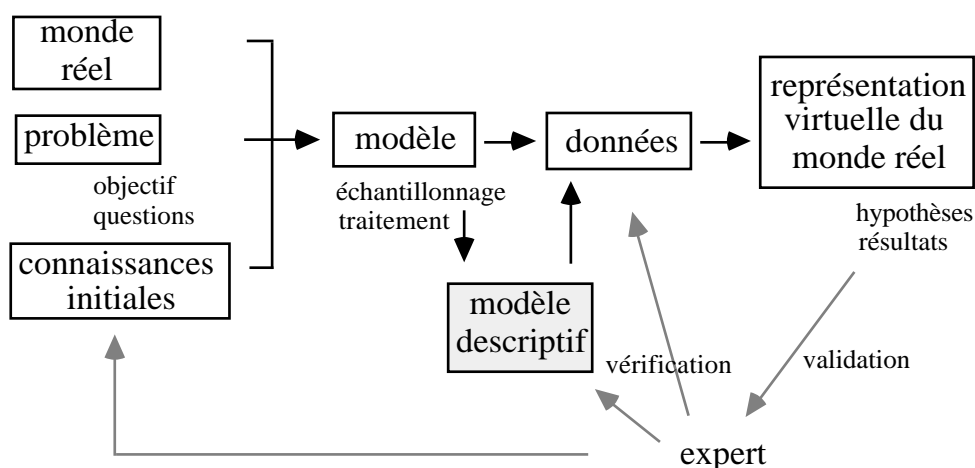 monde
réel
problème
objectif
questions
connaissances
initiales
modèle
échantillonnage
traitement
modèle
descriptif
données
représentation
virtuelle du
monde réel
hypothèses
résultats
vérification
validation
expert